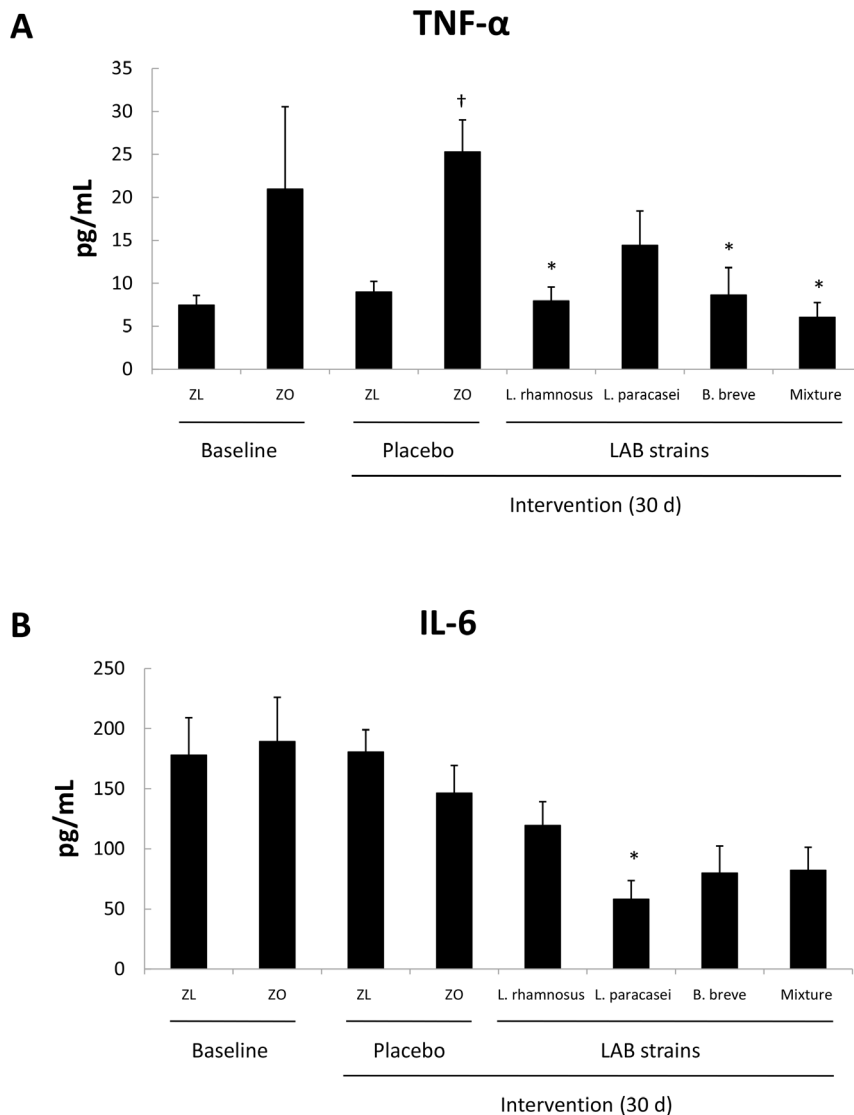 A
TNF-α
35
30
25
20
15
10
5
0
pg/mL
†
*
*
*
ZL ZO ZL ZO L. rhamnosus L. paracasei B. breve Mixture
Baseline Placebo LAB strains
Intervention (30 d)
B
IL-6
250
200
150
100
50
0
pg/mL
*
ZL ZO ZL ZO L. rhamnosus L. paracasei B. breve Mixture
Baseline Placebo LAB strains
Intervention (30 d)